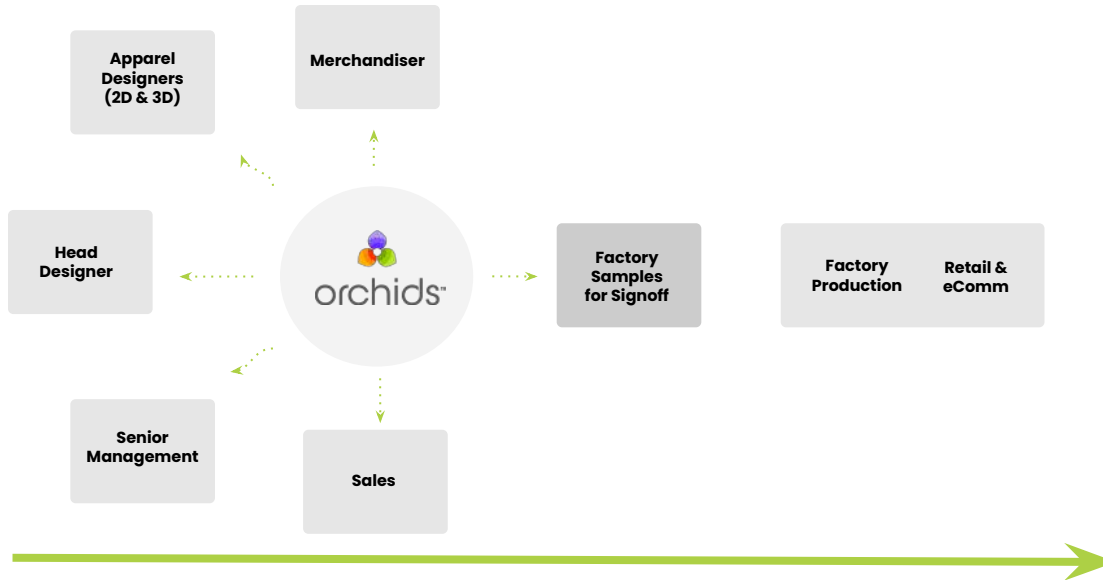 Apparel
Designers
(2D & 3D)
Merchandiser
Head
Designer
orchids™
Factory
Samples
for Signoff
Factory
Production
Retail &
eComm
Senior
Management
Sales